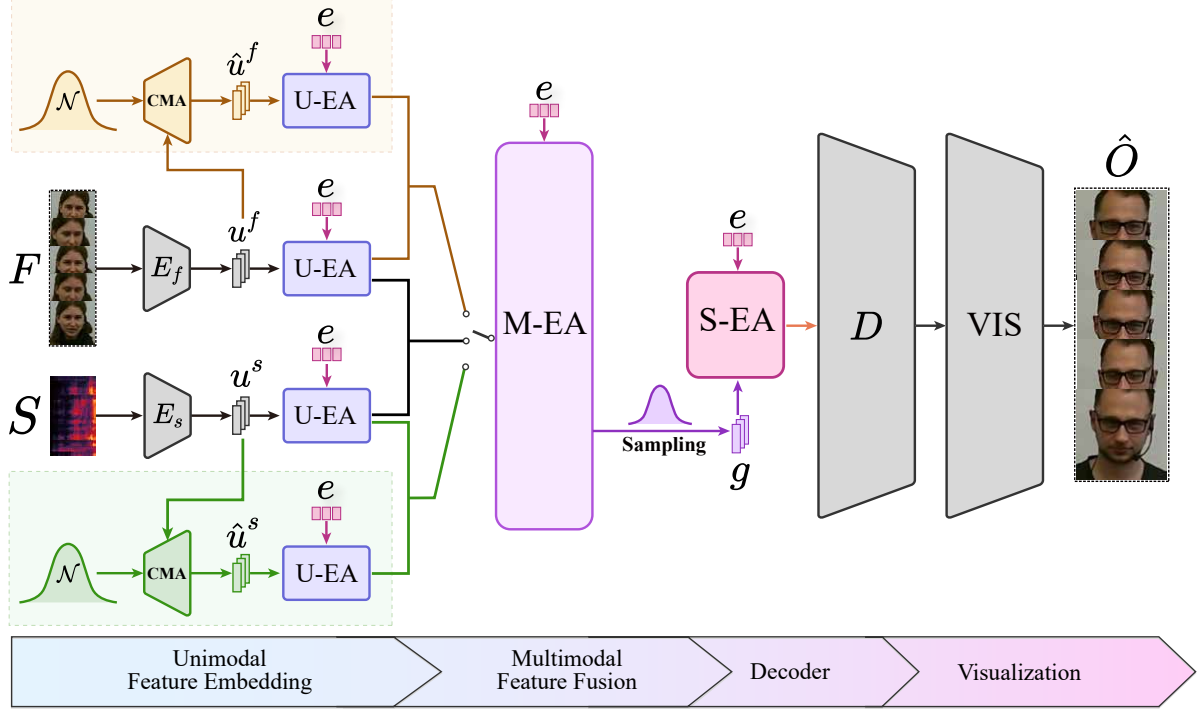 e
û^f
𝒩
CMA
U-EA
e
F
E_f
u^f
e
U-EA
S
E_s
u^s
e
U-EA
𝒩
CMA
û^s
e
U-EA
e
M-EA
Sampling
g
e
S-EA
D
VIS
Ô
Unimodal
Feature Embedding
Multimodal
Feature Fusion
Decoder
Visualization